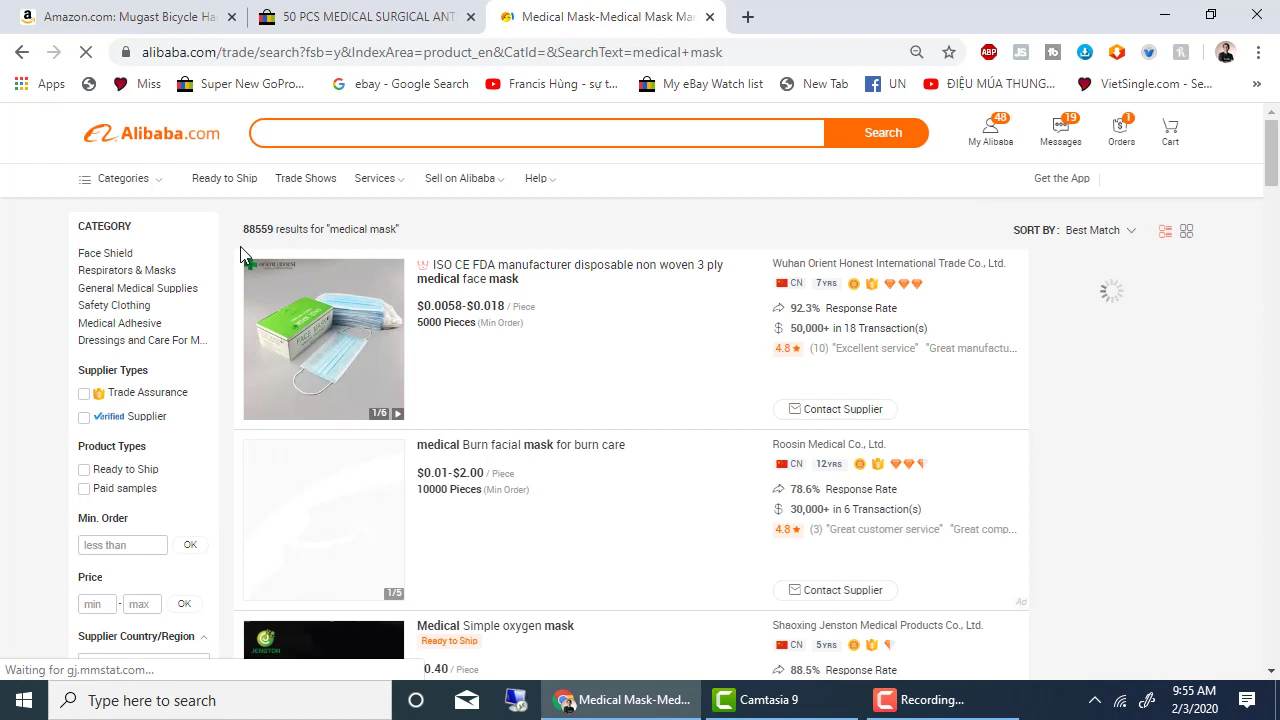 Amazon.com: Mugast Bicycle Ha
50 PCS MEDICAL SURGICAL ANT
Medical Mask-Medical Mask Ma
alibaba.com/trade/search?fsb=y&IndexArea=product_en&CatId=&SearchText=medical+mask
ABP
JS
Apps
Miss
Super New GoPro...
ebay - Google Search
Francis Hùng - sự t...
My eBay Watch list
New Tab
UN
ĐIỆU MÚA THUNG...
VietSingle.com - Se...
»
Alibaba.com
Search
48
My Alibaba
19
Messages
1
Orders
Cart
Categories
Ready to Ship
Trade Shows
Services
Sell on Alibaba
Help
Get the App
CATEGORY
Face Shield
Respirators & Masks
General Medical Supplies
Safety Clothing
Medical Adhesive
Dressings and Care For M...
Supplier Types
Trade Assurance
Verified Supplier
Product Types
Ready to Ship
Paid samples
Min. Order
less than
OK
Price
min
-
max
OK
Supplier Country/Region
88559 results for "medical mask"
SORT BY : Best Match
FACE MASK
1/6
ISO CE FDA manufacturer disposable non woven 3 ply
medical face mask
$0.0058-$0.018 / Piece
5000 Pieces (Min Order)
Wuhan Orient Honest International Trade Co., Ltd.
CN 7YRS
92.3% Response Rate
$ 50,000+ in 18 Transaction(s)
4.8 ★ (10) "Excellent service" "Great manufactu...
Contact Supplier
1/5
medical Burn facial mask for burn care
$0.01-$2.00 / Piece
10000 Pieces (Min Order)
Roosin Medical Co., Ltd.
CN 12YRS
78.6% Response Rate
$ 30,000+ in 6 Transaction(s)
4.8 ★ (3) "Great customer service" "Great comp...
Contact Supplier
Ad
JENSTON
Medical Simple oxygen mask
Ready to Ship
0.40 / Piece
Shaoxing Jenston Medical Products Co., Ltd.
CN 5YRS
88.5% Response Rate
Waiting for gj.mmstat.com...
Type here to search
Medical Mask-Med...
Camtasia 9
Recording...
9:55 AM
2/3/2020